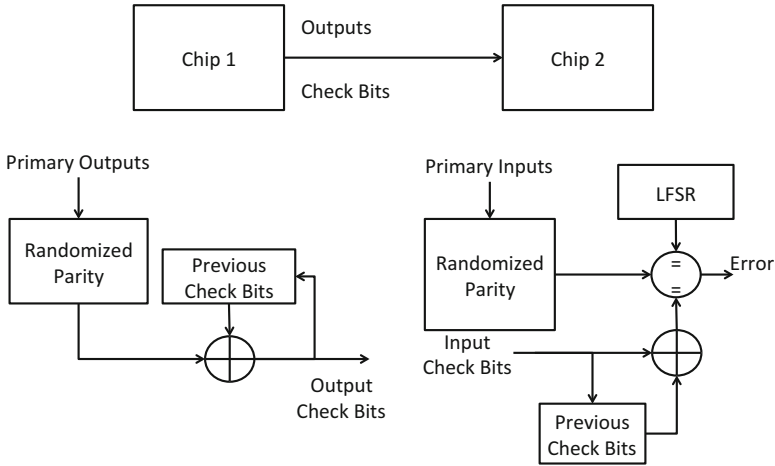 Chip 1
Outputs
Check Bits
Chip 2
Primary Outputs
Randomized
Parity
Previous
Check Bits
Output
Check Bits
Primary Inputs
LFSR
Randomized
Parity
=
=
Error
Input
Check Bits
Previous
Check Bits